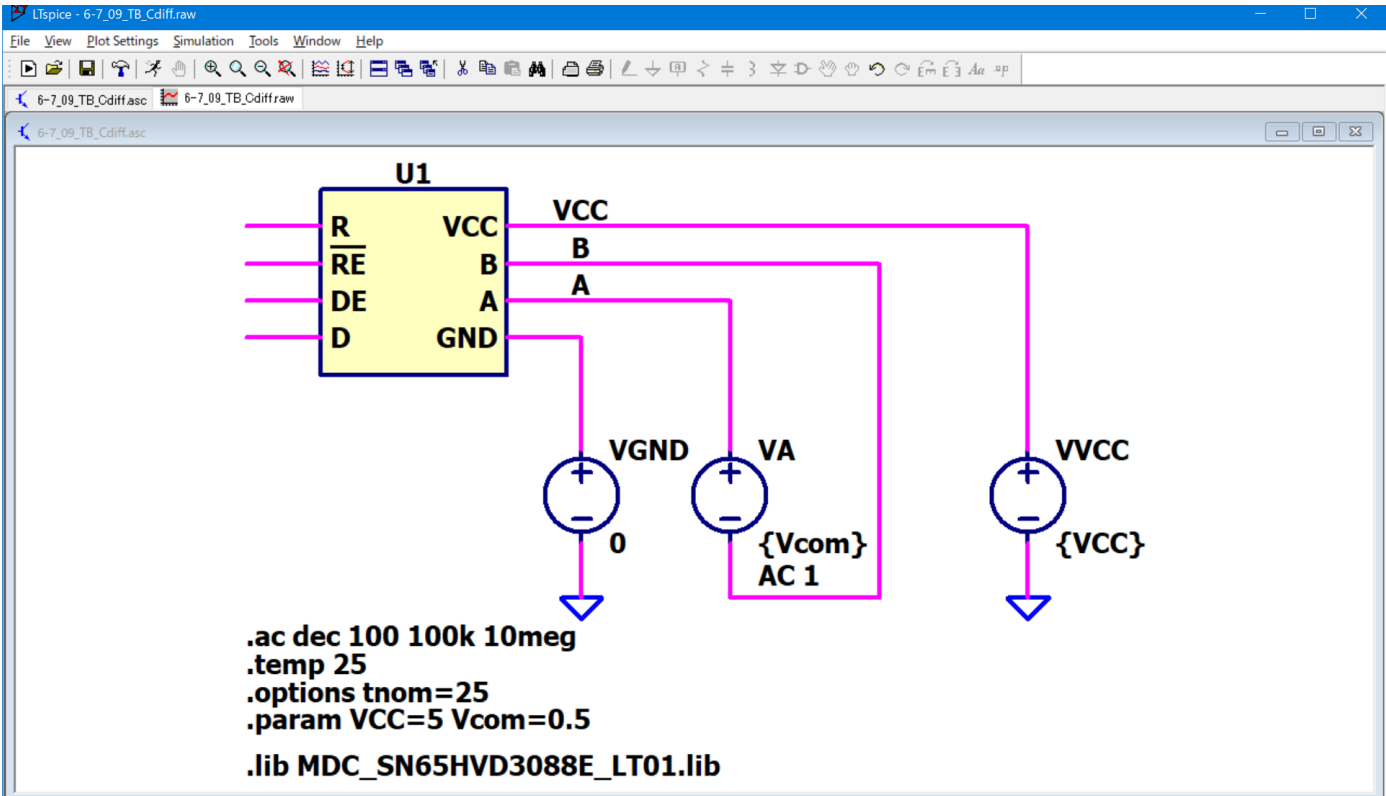 LTspice - 6-7_09_TB_Cdiff.raw
File View Plot Settings Simulation Tools Window Help
6-7_09_TB_Cdiff.asc 6-7_09_TB_Cdiff.raw
6-7_09_TB_Cdiff.asc
U1
R VCC VCC
RE B B
DE A A
D GND
VGND VA VVCC
0 {Vcom} {VCC}
AC 1
.ac dec 100 100k 10meg
.temp 25
.options tnom=25
.param VCC=5 Vcom=0.5
.lib MDC_SN65HVD3088E_LT01.lib